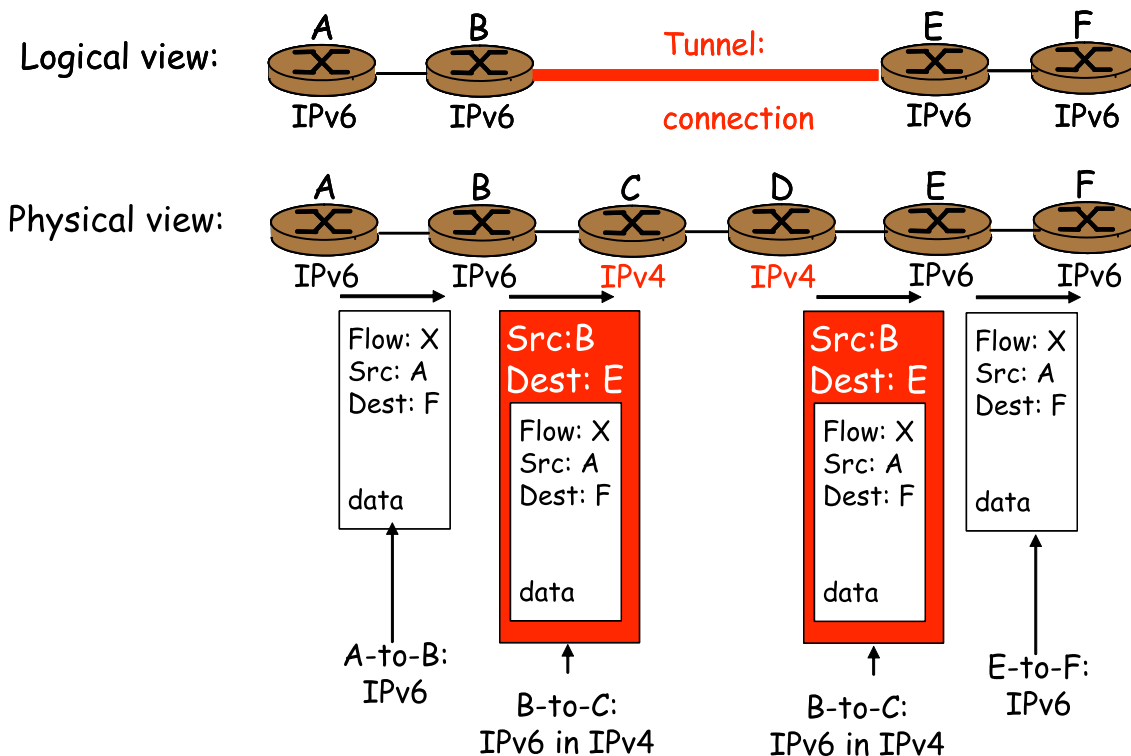 A B E F
Logical view: Tunnel:
IPv6 IPv6 connection IPv6 IPv6
A B C D E F
Physical view:
IPv6 IPv6 IPv4 IPv4 IPv6 IPv6
Flow: X
Src: A
Dest: F
data
Src:B
Dest: E
Flow: X
Src: A
Dest: F
data
Src:B
Dest: E
Flow: X
Src: A
Dest: F
data
Flow: X
Src: A
Dest: F
data
A-to-B:
IPv6
B-to-C:
IPv6 in IPv4
B-to-C:
IPv6 in IPv4
E-to-F:
IPv6